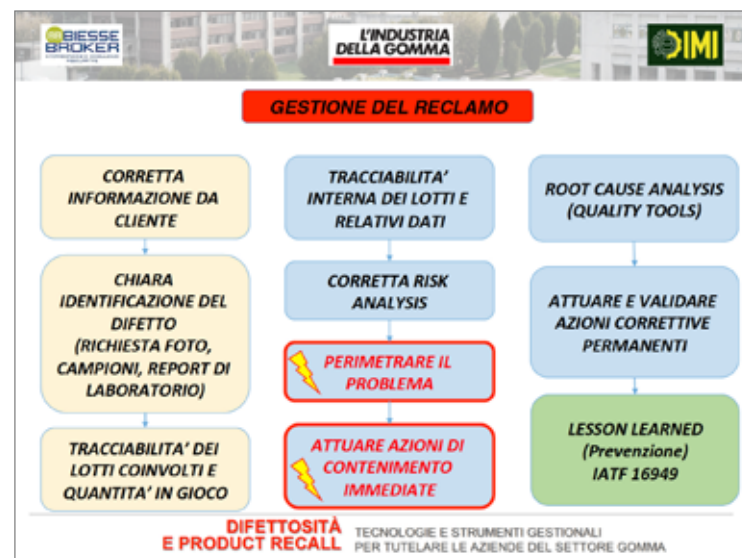 BIESSE
BROKER
L'INDUSTRIA
DELLA GOMMA
DIMI
GESTIONE DEL RECLAMO
CORRETTA
INFORMAZIONE DA
CLIENTE
CHIARA
IDENTIFICAZIONE DEL
DIFETTO
(RICHIESTA FOTO,
CAMPIONI, REPORT DI
LABORATORIO)
TRACCIABILITA' DEI
LOTTI COINVOLTI E
QUANTITA' IN GIOCO
TRACCIABILITA'
INTERNA DEI LOTTI E
RELATIVI DATI
CORRETTA RISK
ANALYSIS
PERIMETRARE IL
PROBLEMA
ATTUARE AZIONI DI
CONTENIMENTO
IMMEDIATE
ROOT CAUSE ANALYSIS
(QUALITY TOOLS)
ATTUARE E VALIDARE
AZIONI CORRETTIVE
PERMANENTI
LESSON LEARNED
(Prevenzione)
IATF 16949
DIFETTOSITÀ
E PRODUCT RECALL
TECNOLOGIE E STRUMENTI GESTIONALI
PER TUTELARE LE AZIENDE DEL SETTORE GOMMA